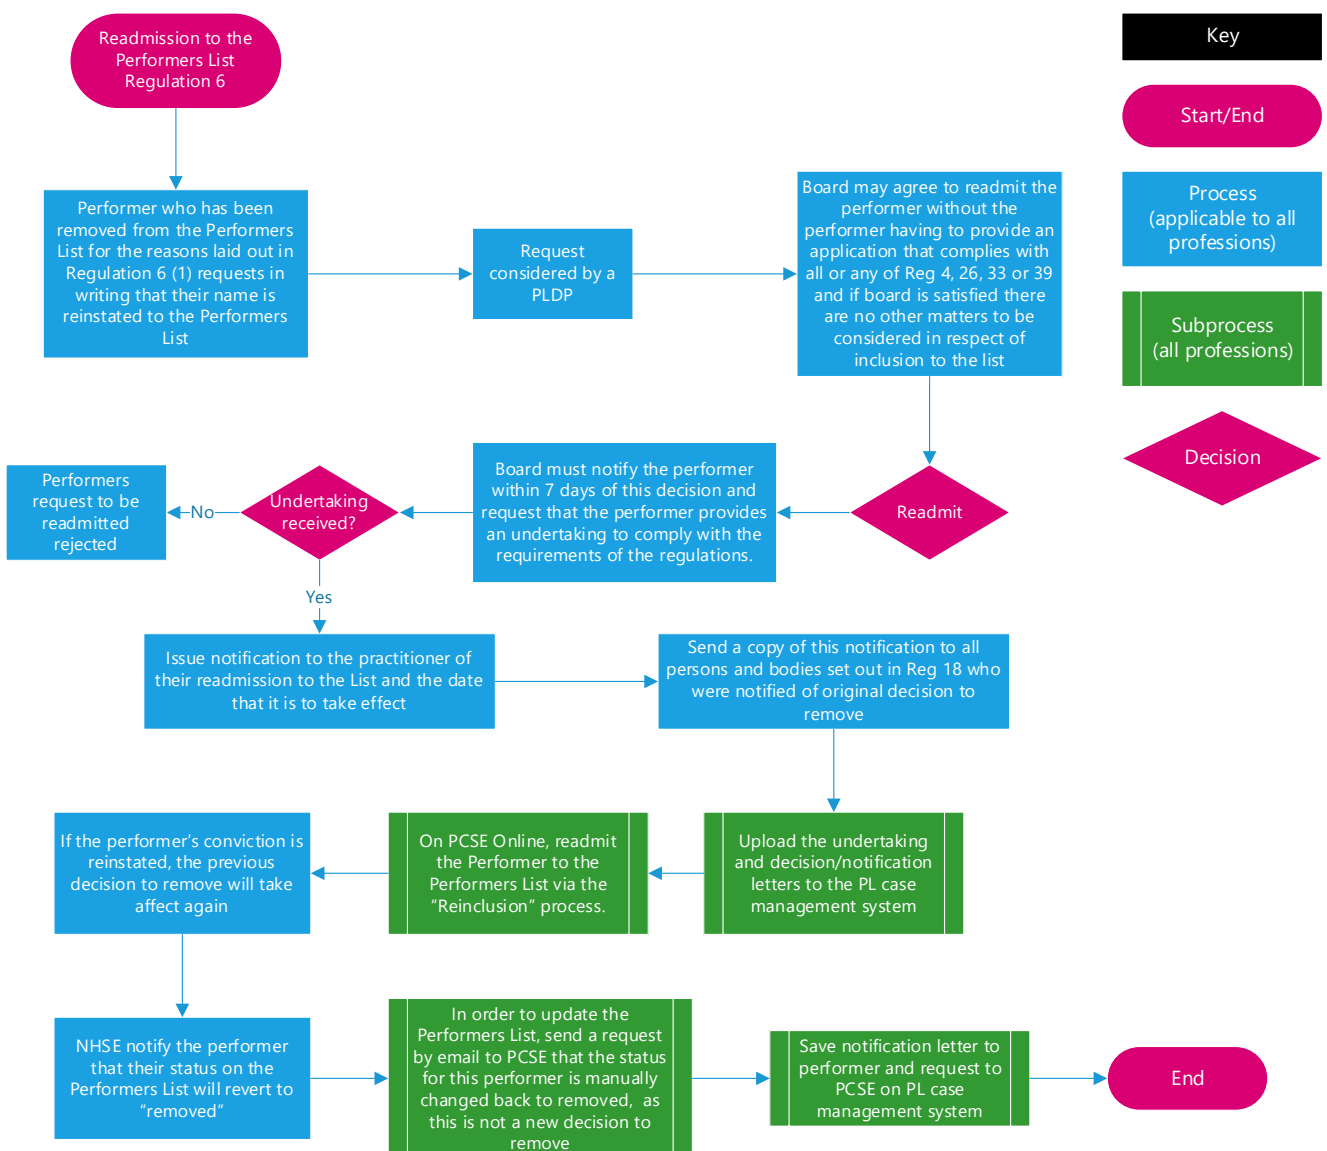 Readmission to the
Performers List
Regulation 6
Key
Start/End
Process
(applicable to all
professions)
Subprocess
(all professions)
Decision
Performer who has been
removed from the Performers
List for the reasons laid out in
Regulation 6 (1) requests in
writing that their name is
reinstated to the Performers
List
Request
considered by a
PLDP
Board may agree to readmit the
performer without the
performer having to provide an
application that complies with
all or any of Reg 4, 26, 33 or 39
and if board is satisfied there
are no other matters to be
considered in respect of
inclusion to the list
Readmit
Board must notify the performer
within 7 days of this decision and
request that the performer provides
an undertaking to comply with the
requirements of the regulations.
Undertaking
received?
No
Performers
request to be
readmitted
rejected
Yes
Issue notification to the practitioner of
their readmission to the List and the date
that it is to take effect
Send a copy of this notification to all
persons and bodies set out in Reg 18 who
were notified of original decision to
remove
Upload the undertaking
and decision/notification
letters to the PL case
management system
On PCSE Online, readmit
the Performer to the
Performers List via the
“Reinclusion” process.
If the performer’s conviction is
reinstated, the previous
decision to remove will take
affect again
NHSE notify the performer
that their status on the
Performers List will revert to
“removed”
In order to update the
Performers List, send a request
by email to PCSE that the status
for this performer is manually
changed back to removed, as
this is not a new decision to
remove
Save notification letter to
performer and request to
PCSE on PL case
management system
End